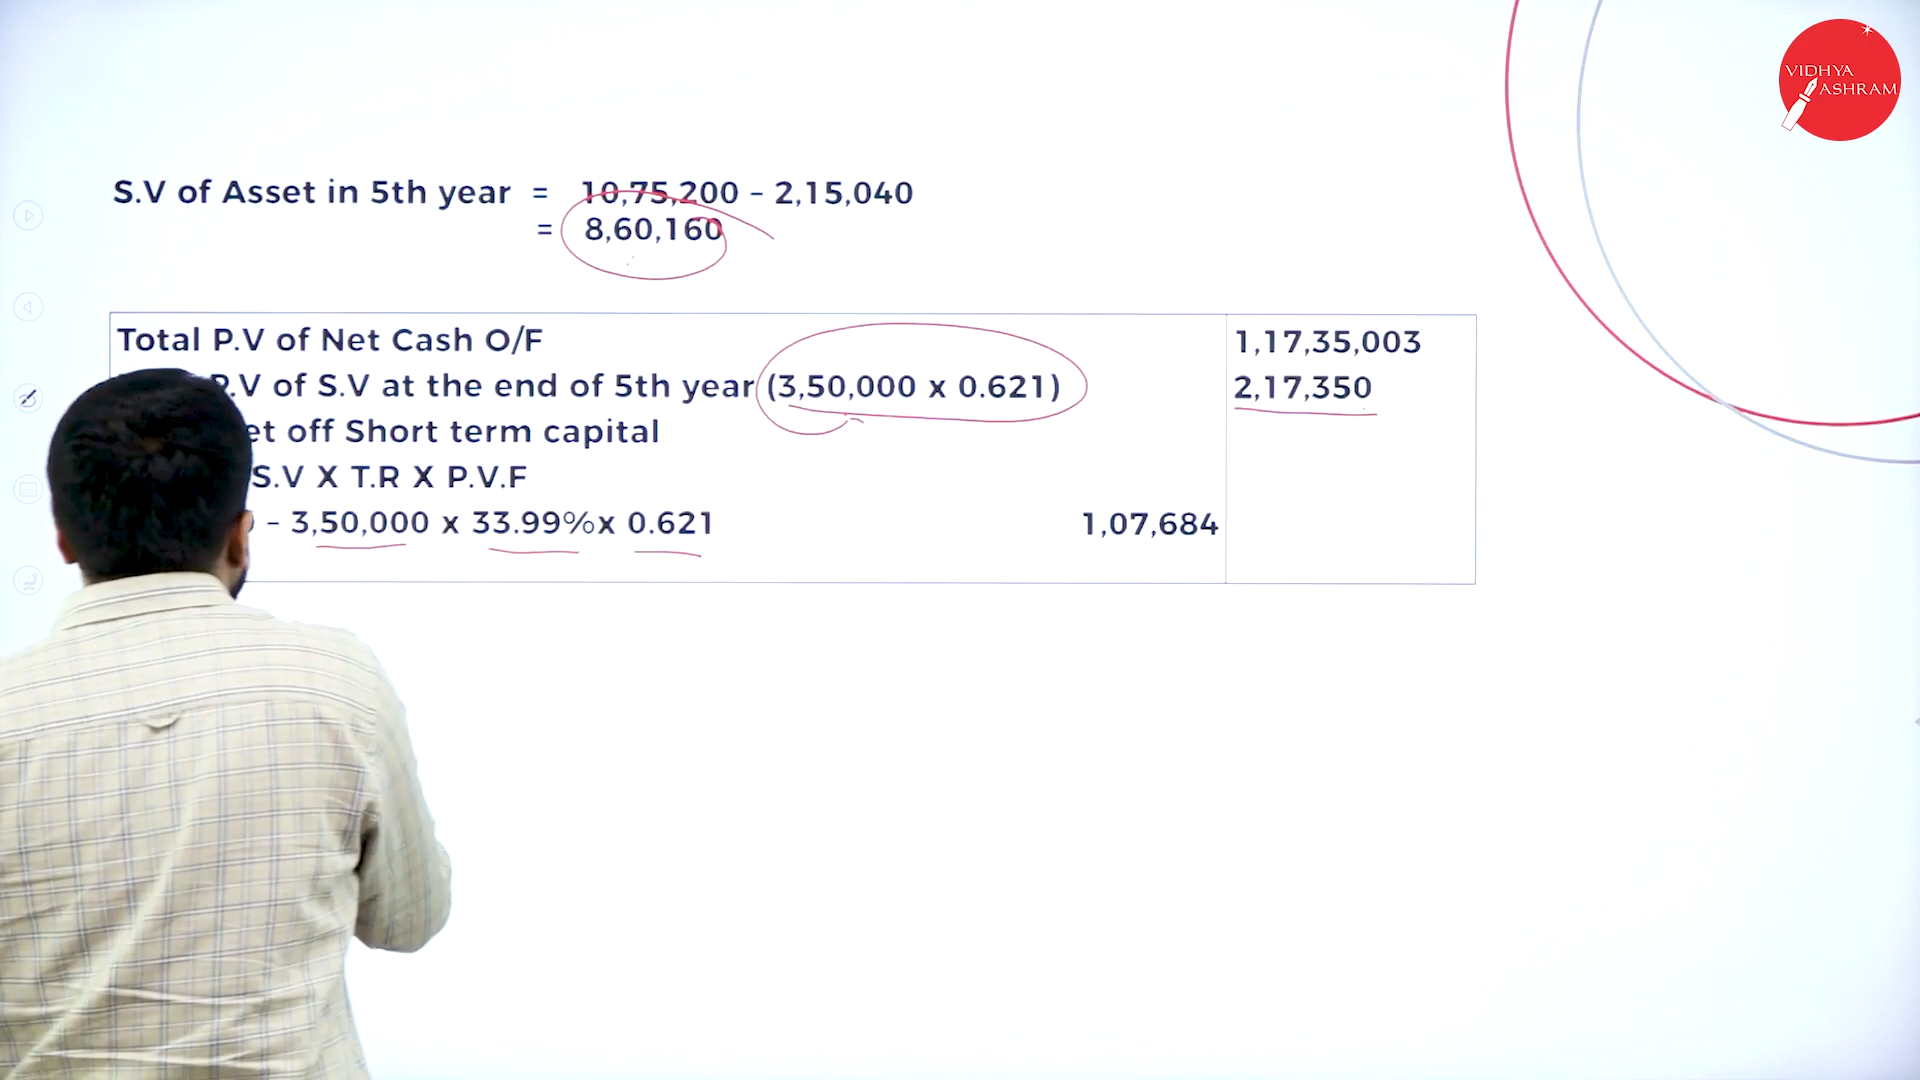 VIDHYA
ASHRAM
S.V of Asset in 5th year = 10,75,200 - 2,15,040
= 8,60,160
Total P.V of Net Cash O/F 1,17,35,003
P.V of S.V at the end of 5th year (3,50,000 x 0.621) 2,17,350
off Short term capital
S.V X T.R X P.V.F
- 3,50,000 x 33.99% x 0.621 1,07,684